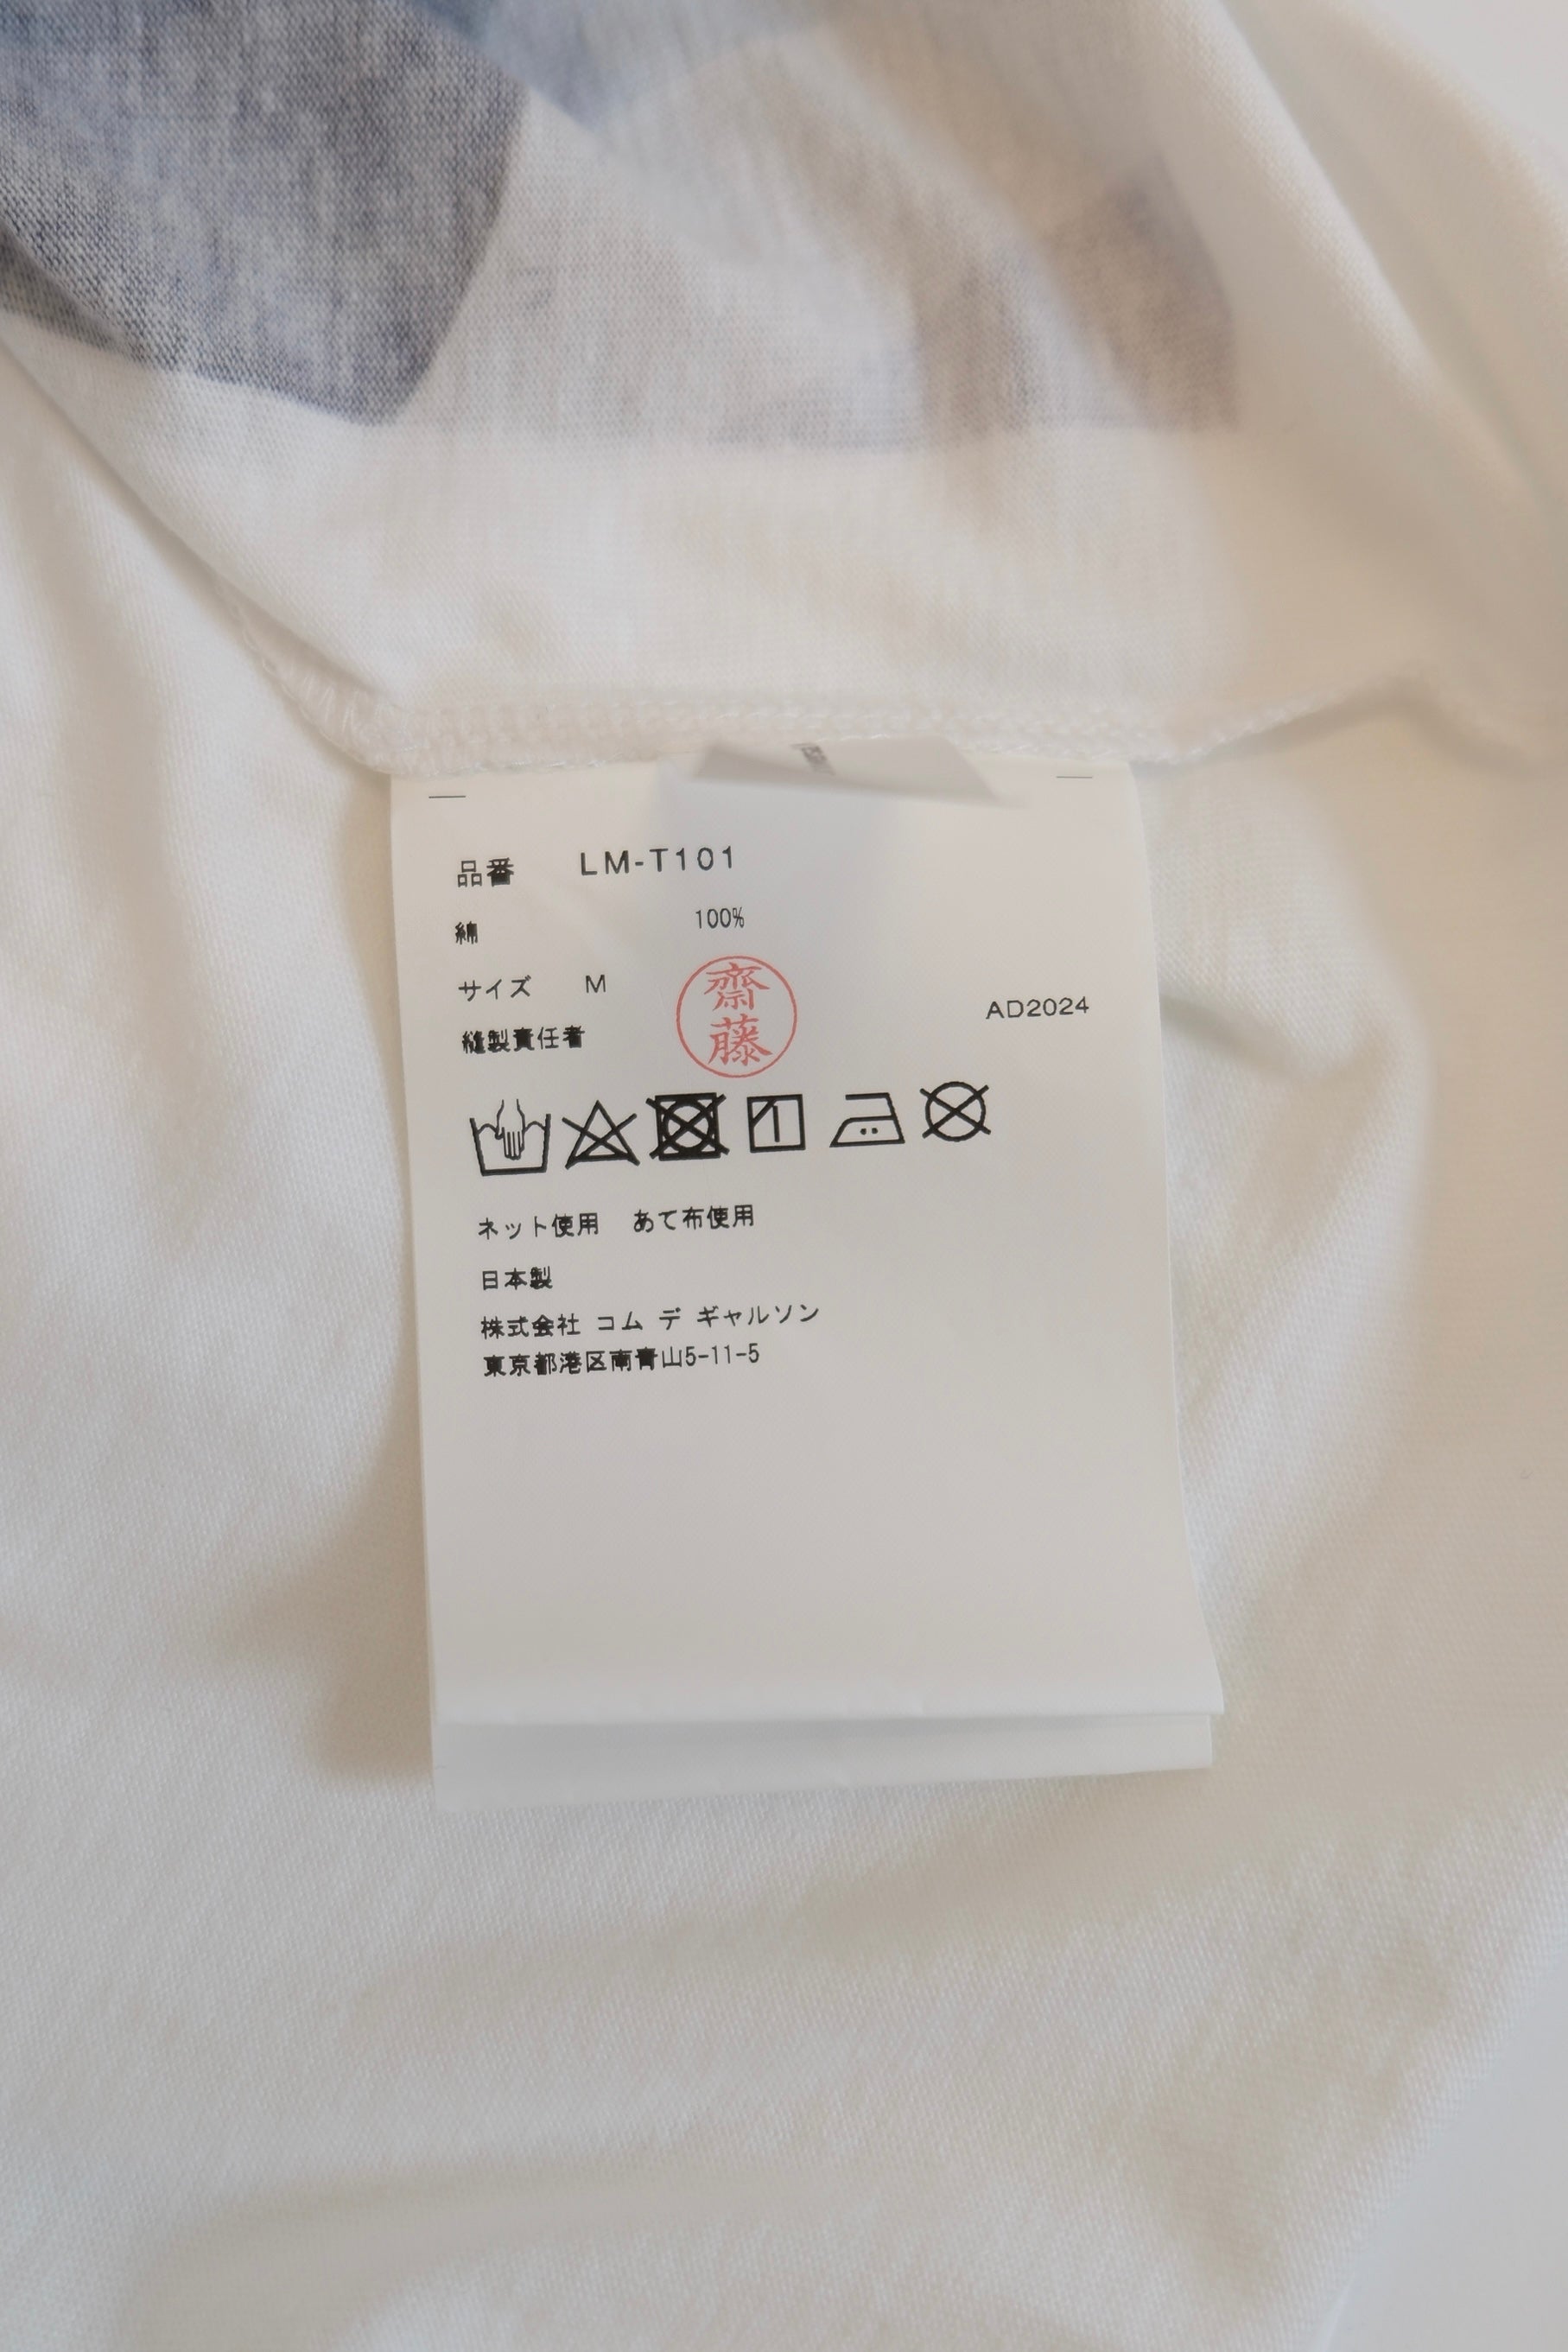 品番 LM-T101
綿 100%
サイズ M
縫製責任者 齋藤
AD2024
ネット使用 あて布使用
日本製
株式会社 コム デ ギャルソン
東京都港区南青山5-11-5